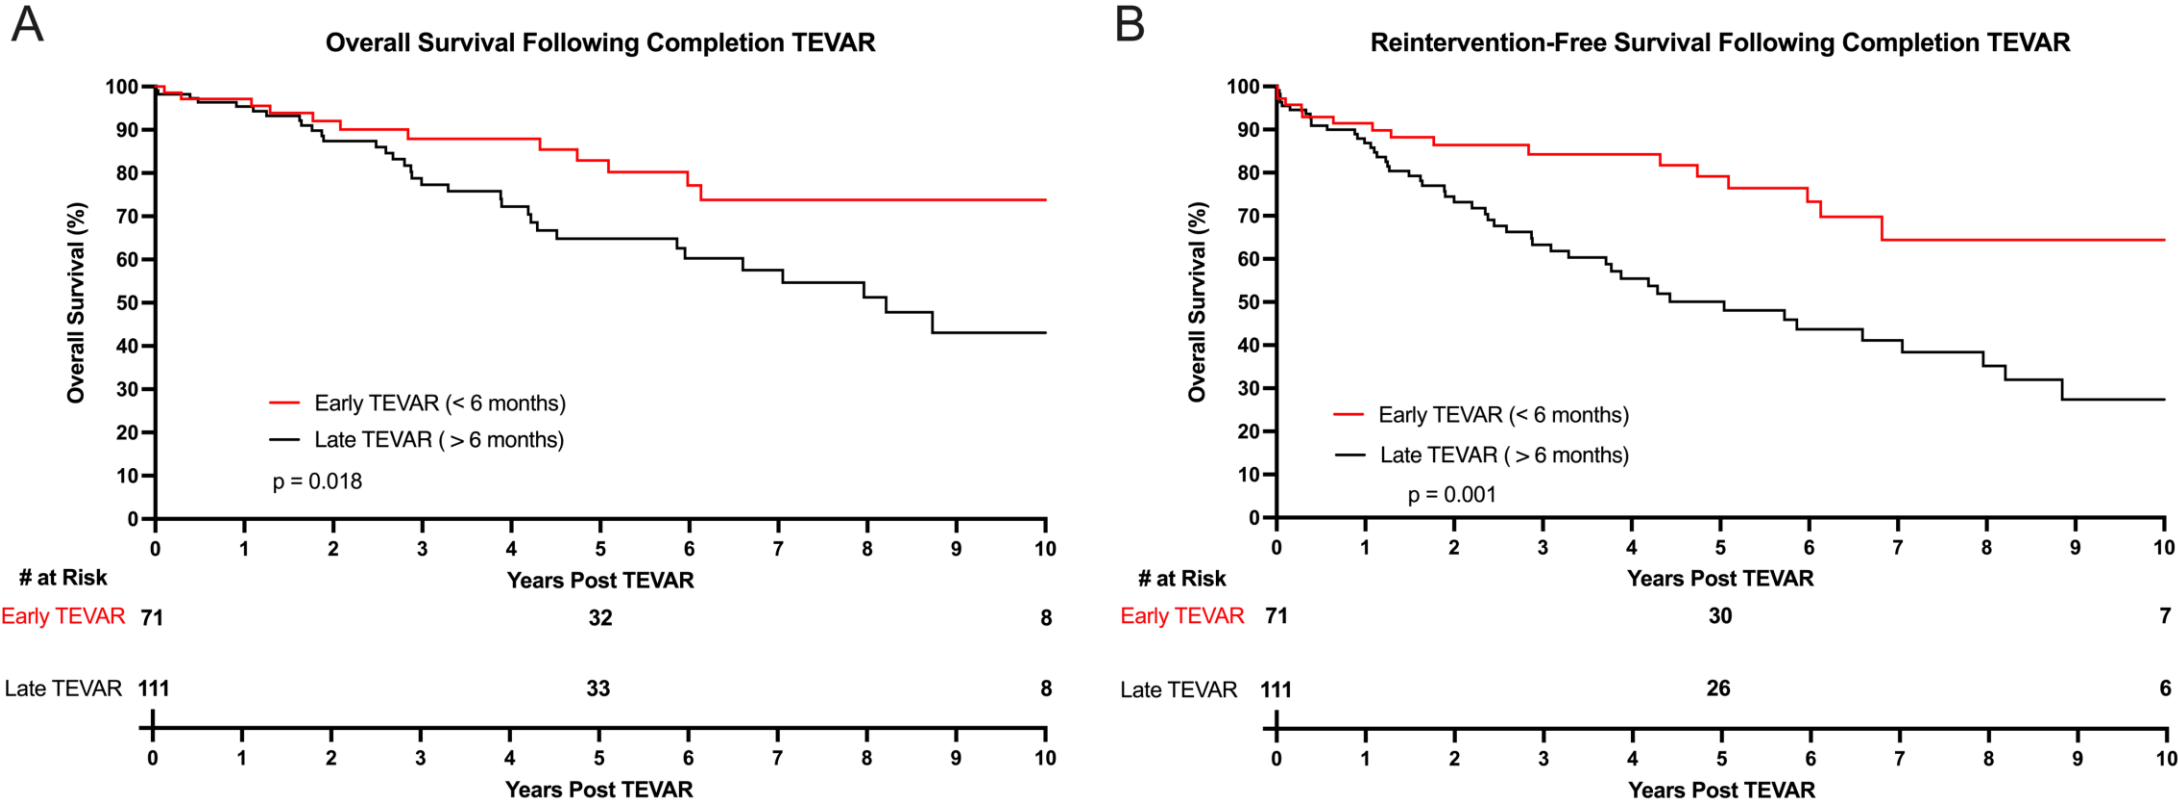 A
Overall Survival Following Completion TEVAR
Overall Survival (%)
100
90
80
70
60
50
40
30
20
10
0
Early TEVAR (< 6 months)
Late TEVAR ( > 6 months)
p = 0.018
0 1 2 3 4 5 6 7 8 9 10
Years Post TEVAR
# at Risk
Early TEVAR 71 32 8
Late TEVAR 111 33 8
0 1 2 3 4 5 6 7 8 9 10
Years Post TEVAR
B
Reintervention-Free Survival Following Completion TEVAR
Overall Survival (%)
100
90
80
70
60
50
40
30
20
10
0
Early TEVAR (< 6 months)
Late TEVAR ( > 6 months)
p = 0.001
0 1 2 3 4 5 6 7 8 9 10
Years Post TEVAR
# at Risk
Early TEVAR 71 30 7
Late TEVAR 111 26 6
0 1 2 3 4 5 6 7 8 9 10
Years Post TEVAR